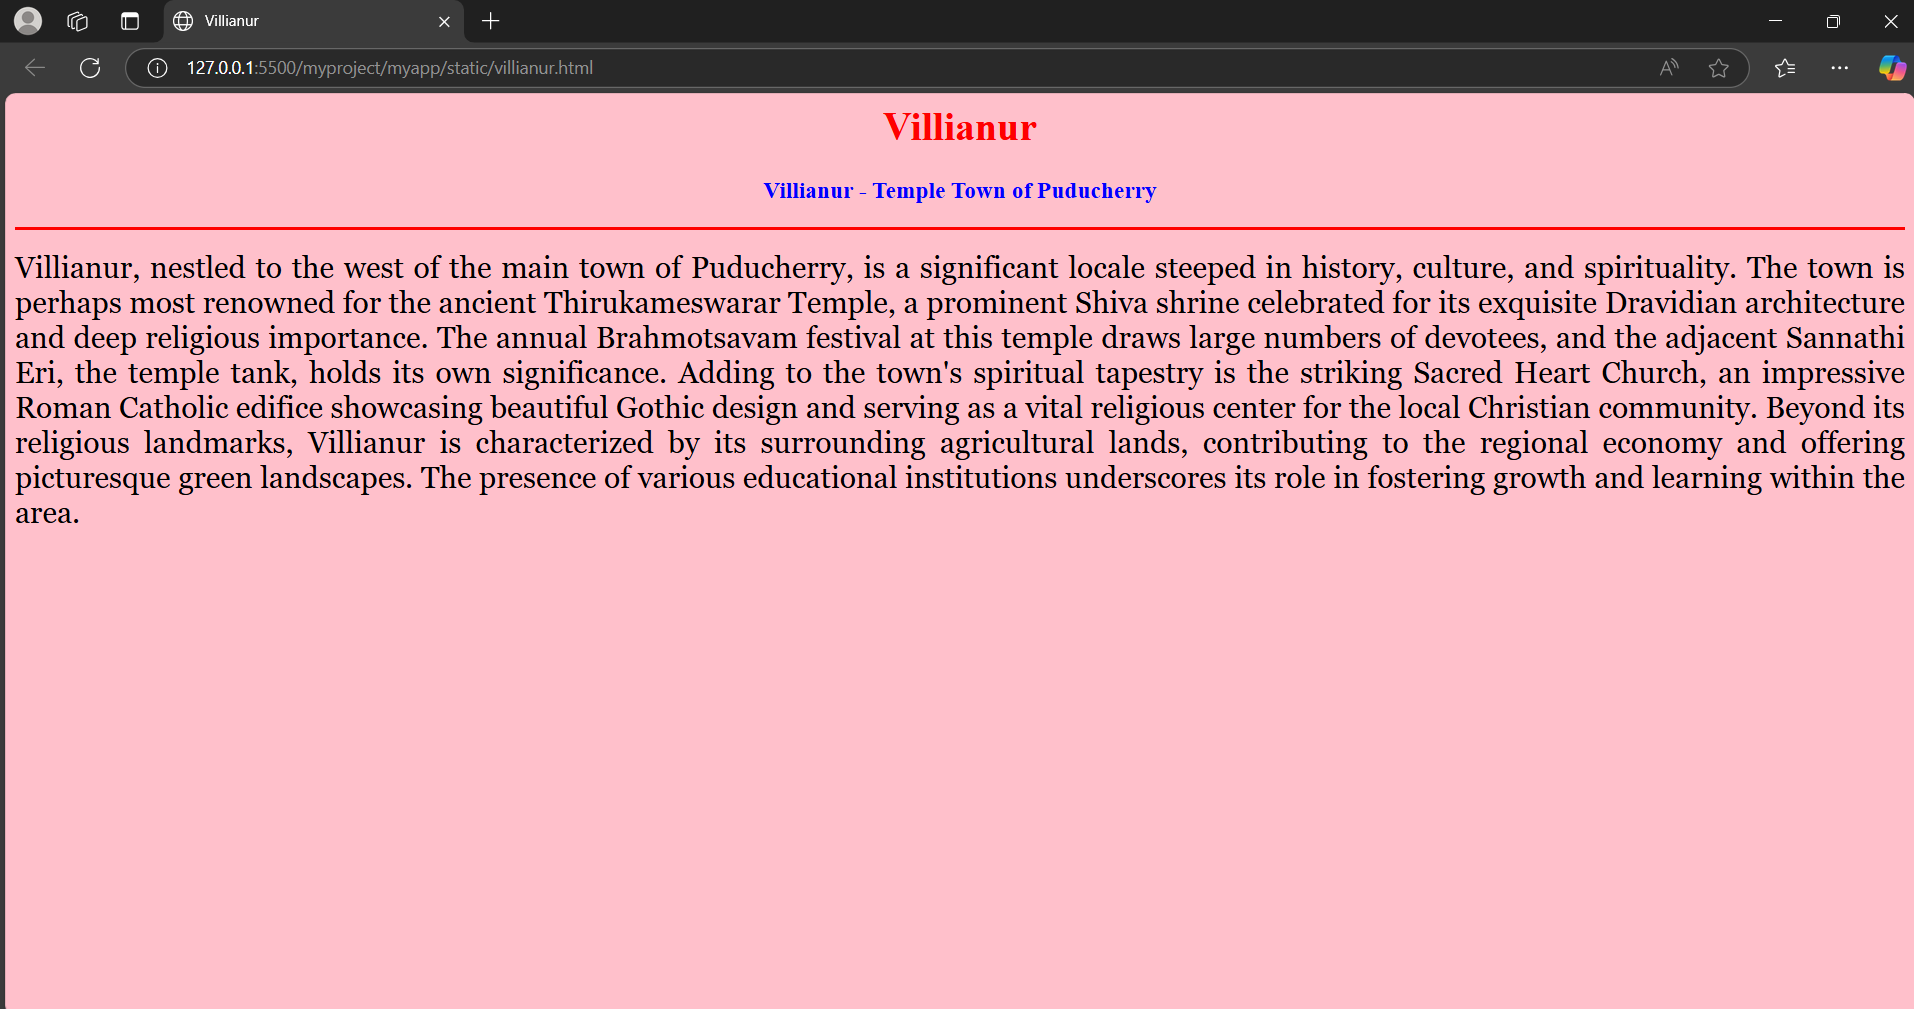 Villianur
127.0.0.1:5500/myproject/myapp/static/villianur.html
Villianur
Villianur - Temple Town of Puducherry
Villianur, nestled to the west of the main town of Puducherry, is a significant locale steeped in history, culture, and spirituality. The town is
perhaps most renowned for the ancient Thirukameswarar Temple, a prominent Shiva shrine celebrated for its exquisite Dravidian architecture
and deep religious importance. The annual Brahmotsavam festival at this temple draws large numbers of devotees, and the adjacent Sannathi
Eri, the temple tank, holds its own significance. Adding to the town's spiritual tapestry is the striking Sacred Heart Church, an impressive
Roman Catholic edifice showcasing beautiful Gothic design and serving as a vital religious center for the local Christian community. Beyond its
religious landmarks, Villianur is characterized by its surrounding agricultural lands, contributing to the regional economy and offering
picturesque green landscapes. The presence of various educational institutions underscores its role in fostering growth and learning within the
area.